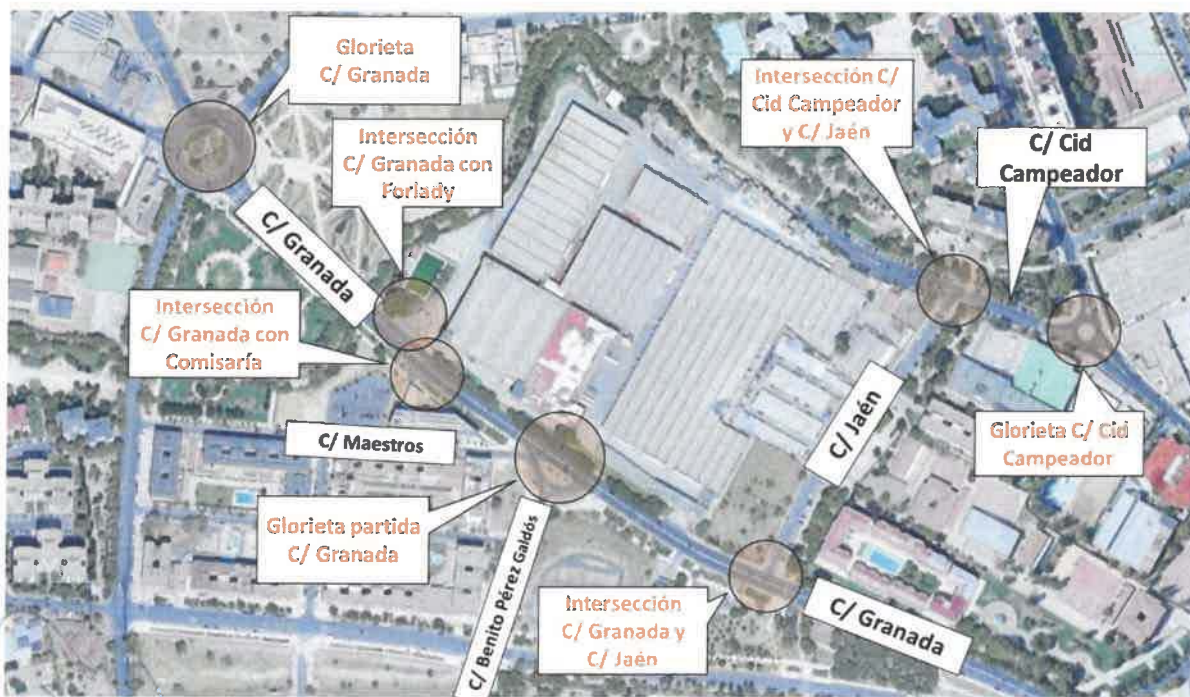 Glorieta
C/ Granada
Intersección
C/ Granada con
Forlady
Intersección C/
Cid Campeador
y C/ Jaén
C/ Cid
Campeador
C/ Granada
Intersección
C/ Granada con
Comisaría
C/ Maestros
C/ Jaén
Glorieta C/ Cid
Campeador
Glorieta partida
C/ Granada
C/ Benito Pérez Galdós
Intersección
C/ Granada y
C/ Jaén
C/ Granada